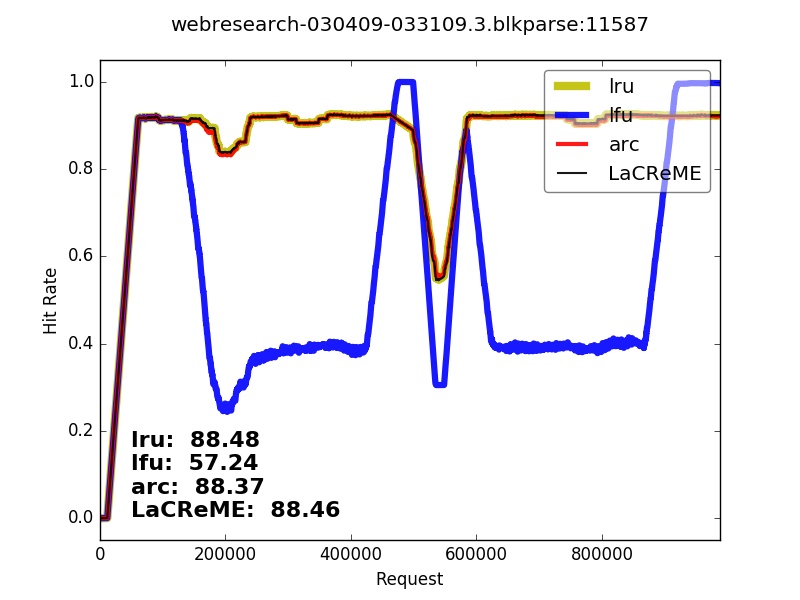 webresearch-030409-033109.3.blkparse:11587
lru
lfu
arc
LaCReME
Hit Rate
1.0
0.8
0.6
0.4
0.2
0.0
lru: 88.48
lfu: 57.24
arc: 88.37
LaCReME: 88.46
0 200000 400000 600000 800000
Request